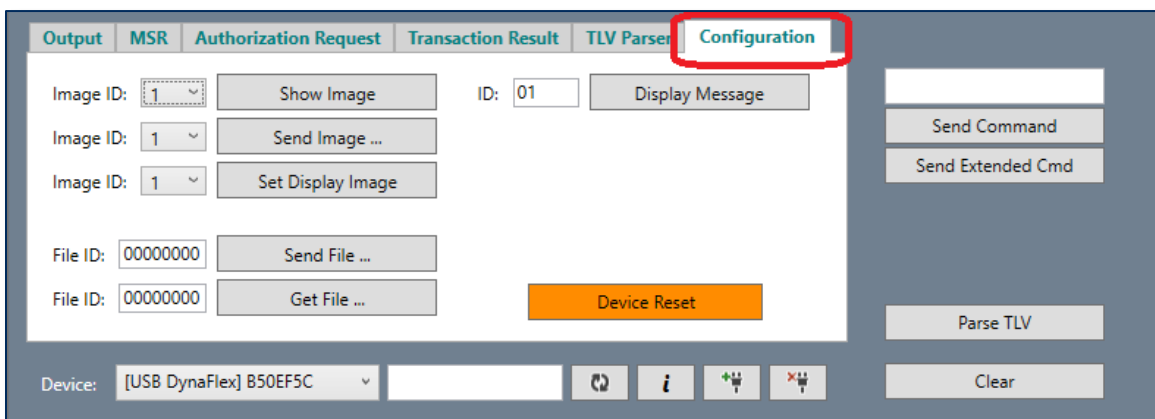 Output MSR Authorization Request Transaction Result TLV Parser Configuration
Image ID: 1 Show Image ID: 01 Display Message
Image ID: 1 Send Image ...
Send Command
Image ID: 1 Set Display Image
Send Extended Cmd
File ID: 00000000 Send File ...
File ID: 00000000 Get File ... Device Reset
Parse TLV
Device: [USB DynaFlex] B50EF5C i Clear